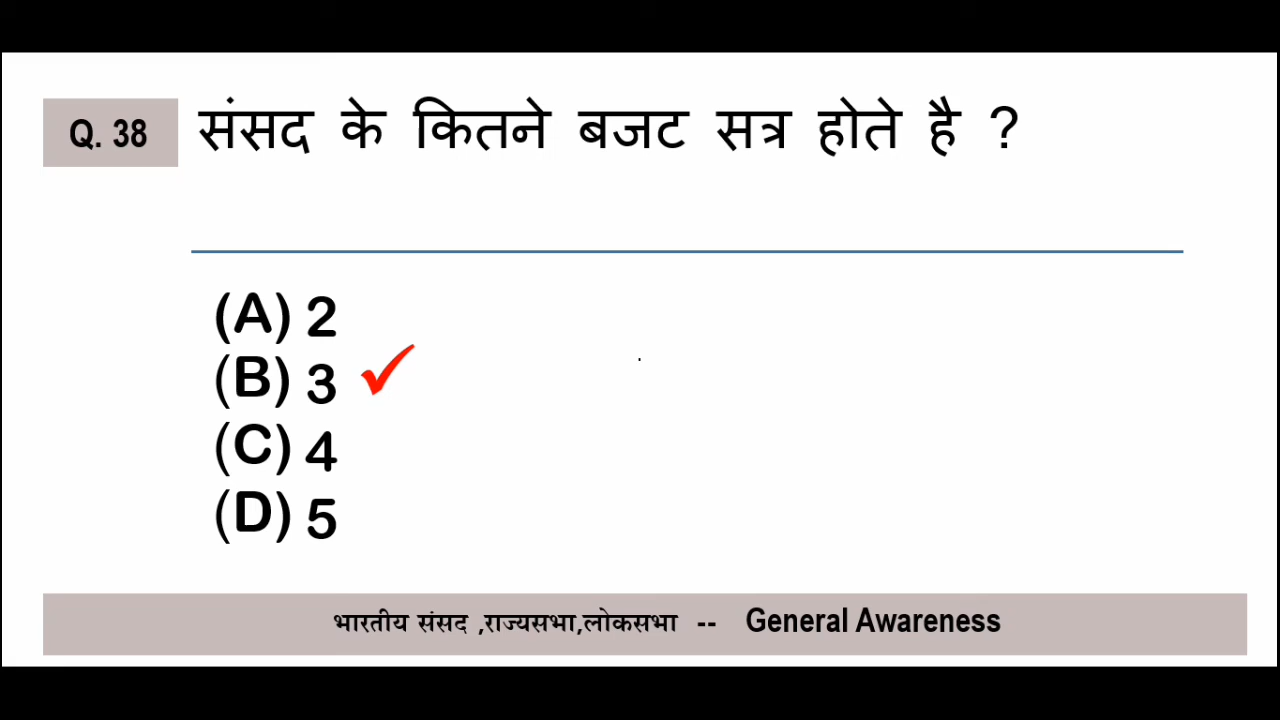 Q. 38 संसद के कितने बजट सत्र होते है ?
(A) 2
(B) 3
(C) 4
(D) 5
भारतीय संसद ,राज्यसभा,लोकसभा -- General Awareness